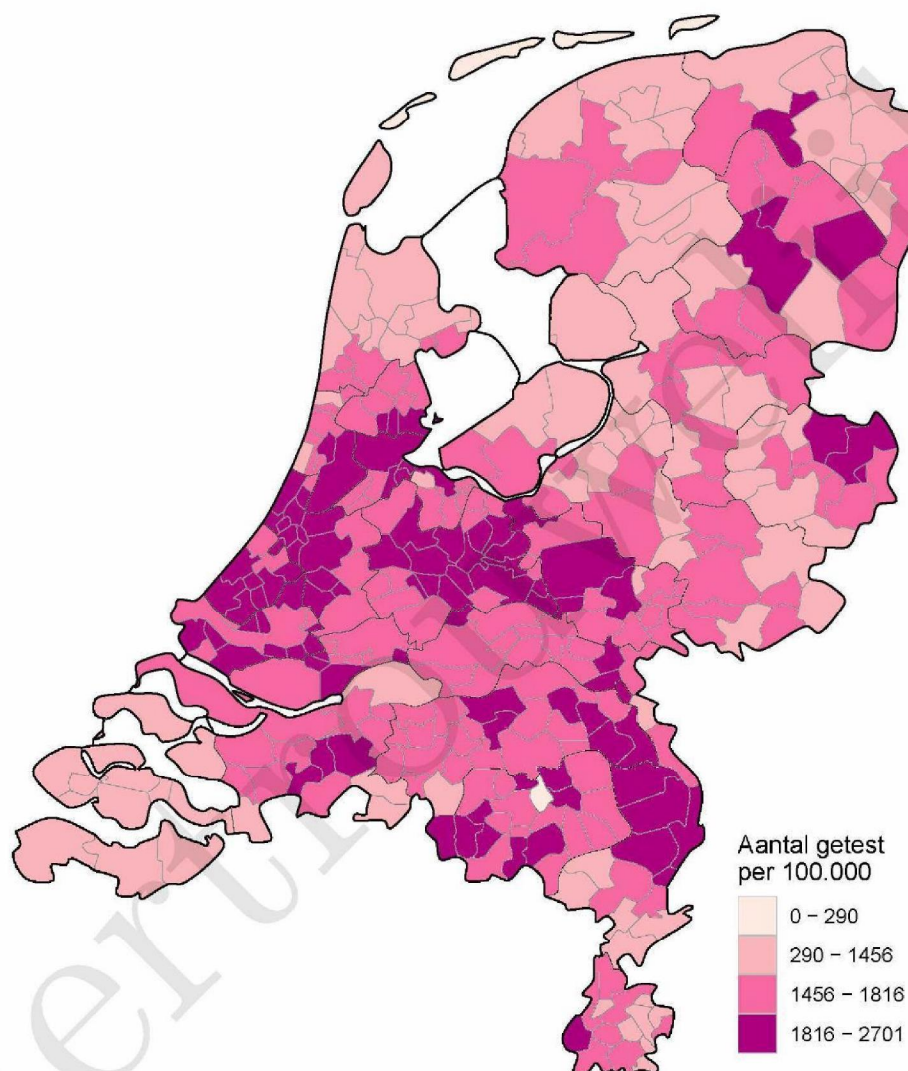 Aantal getest
per 100.000
0 – 290
290 – 1456
1456 – 1816
1816 – 2701